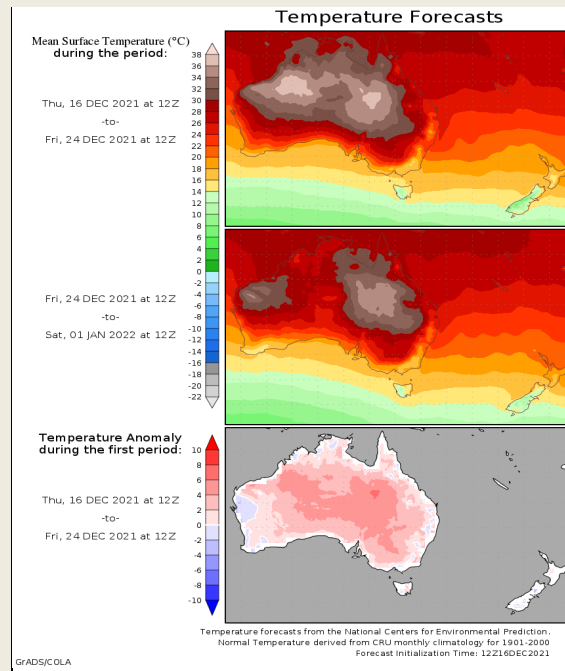 Temperature Forecasts
Mean Surface Temperature (°C)
during the period:
Thu, 16 DEC 2021 at 12Z
-to-
Fri, 24 DEC 2021 at 12Z
38
36
34
32
30
28
26
24
22
20
18
16
14
12
10
8
6
4
2
0
-2
-4
-6
-8
-10
-12
-14
-16
-18
-20
-22
Fri, 24 DEC 2021 at 12Z
-to-
Sat, 01 JAN 2022 at 12Z
Temperature Anomaly
during the first period:
Thu, 16 DEC 2021 at 12Z
-to-
Fri, 24 DEC 2021 at 12Z
10
8
6
4
2
0
-2
-4
-6
-8
-10
Temperature forecasts from the National Centers for Environmental Prediction.
Normal Temperature derived from CRU monthly climatology for 1901-2000
Forecast Initialization Time: 12Z16DEC2021
GrADS/COLA